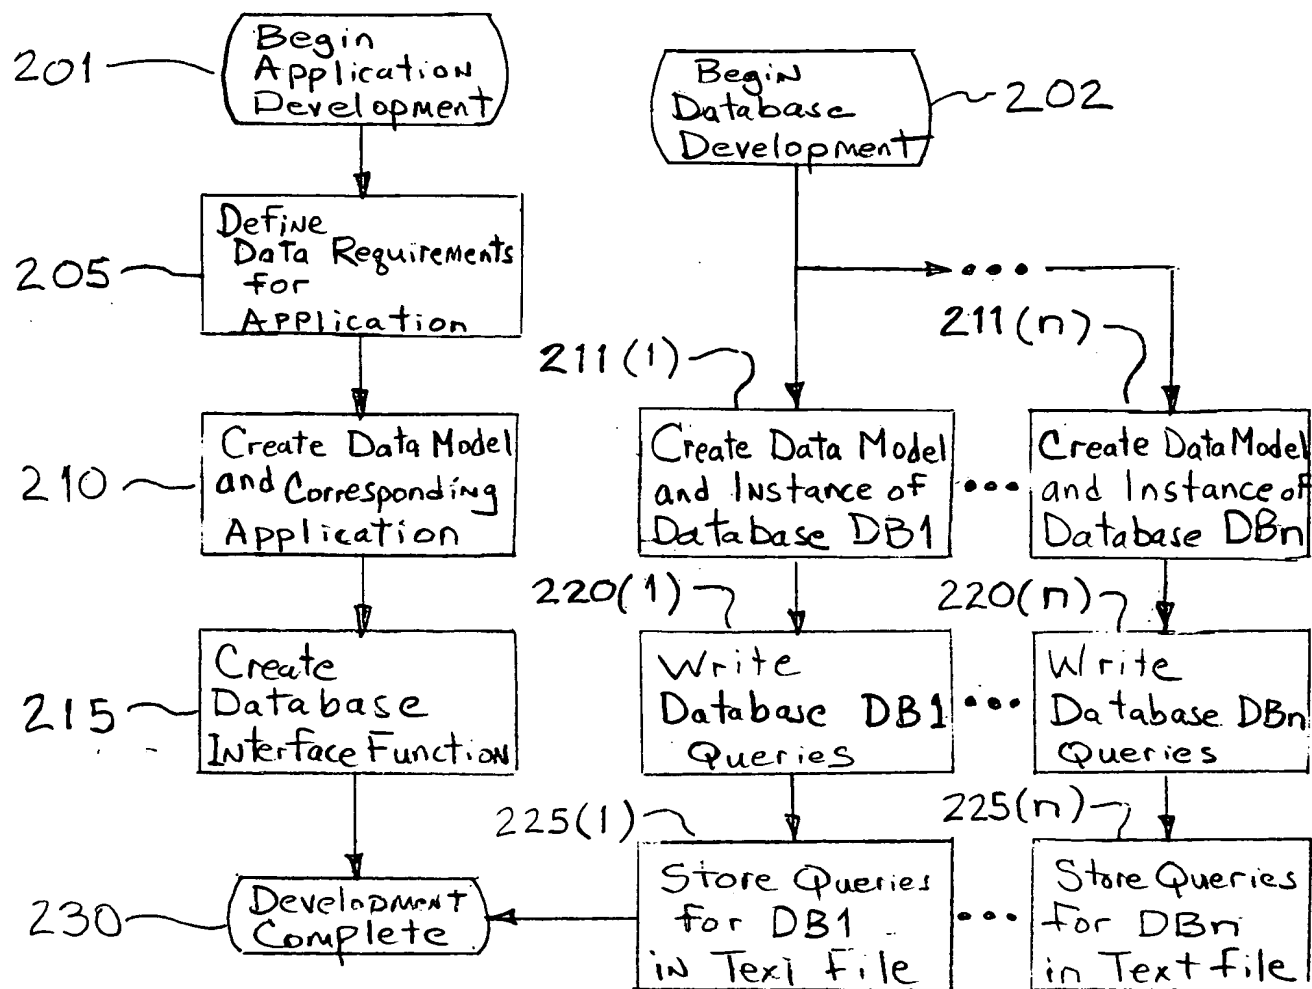 201
Begin
Application
Development
205
Define
Data Requirements
for
Application
210
Create Data Model
and Corresponding
Application
215
Create
Database
Interface Function
230
Development
Complete
Begin
Database
Development
202
•••
211(1)
Create Data Model
and Instance of
Database DB1
•••
211(n)
Create Data Model
and Instance of
Database DBn
220(1)
Write
Database DB1
Queries
•••
220(n)
Write
Database DBn
Queries
225(1)
Store Queries
for DB1
in Text File
•••
225(n)
Store Queries
for DBn
in Text file